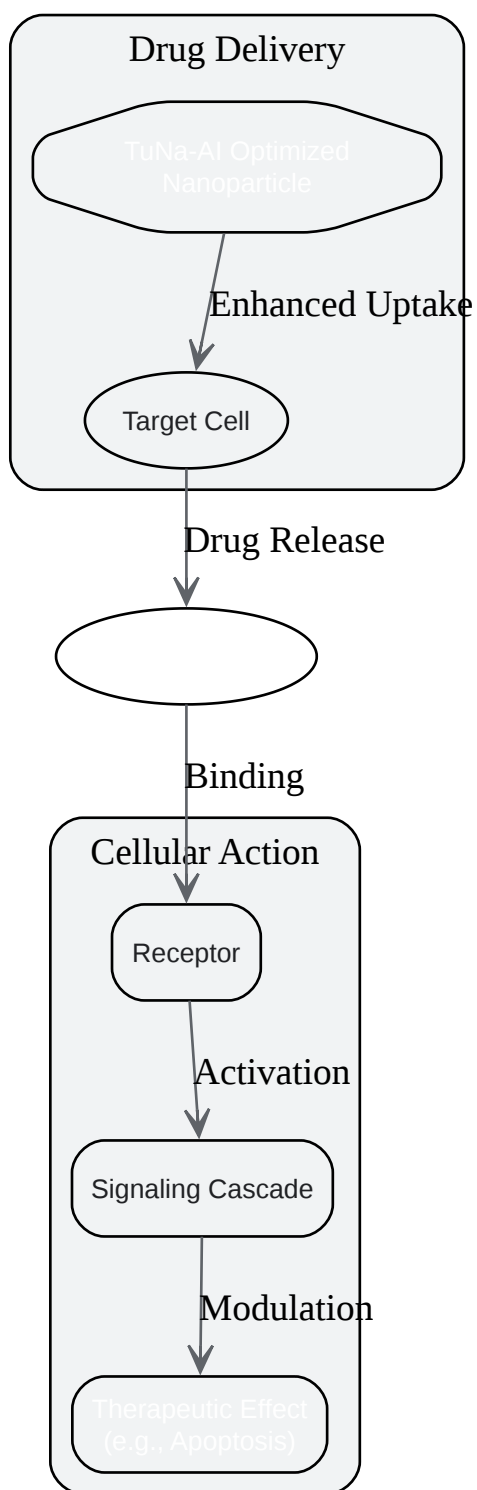 Drug Delivery
TuNa-AI Optimized
Nanoparticle
Enhanced Uptake
Target Cell
Drug Release
Binding
Cellular Action
Receptor
Activation
Signaling Cascade
Modulation
Therapeutic Effect
(e.g., Apoptosis)